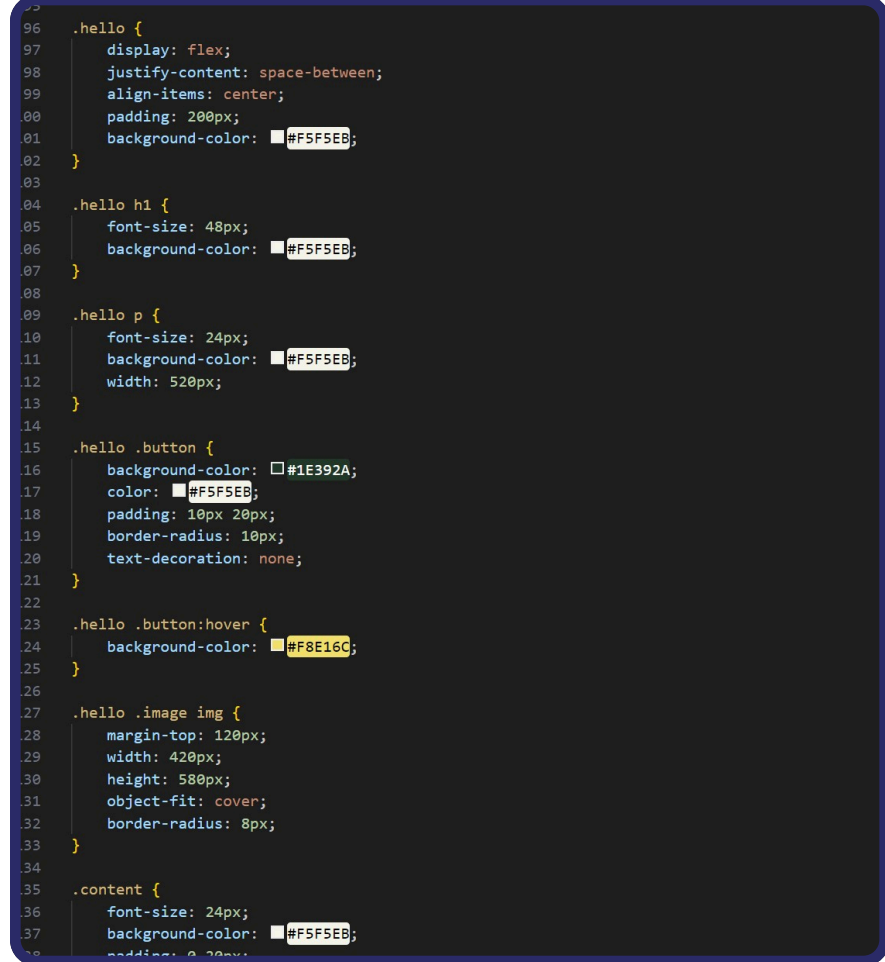 96 .hello {
97 display: flex;
98 justify-content: space-between;
99 align-items: center;
.00 padding: 200px;
.01 background-color: #F5F5EB;
.02 }
.03
.04 .hello h1 {
.05 font-size: 48px;
.06 background-color: #F5F5EB;
.07 }
.08
.09 .hello p {
.10 font-size: 24px;
.11 background-color: #F5F5EB;
.12 width: 520px;
.13 }
.14
.15 .hello .button {
.16 background-color: #1E392A;
.17 color: #F5F5EB;
.18 padding: 10px 20px;
.19 border-radius: 10px;
.20 text-decoration: none;
.21 }
.22
.23 .hello .button:hover {
.24 background-color: #F8E16C;
.25 }
.26
.27 .hello .image img {
.28 margin-top: 120px;
.29 width: 420px;
.30 height: 580px;
.31 object-fit: cover;
.32 border-radius: 8px;
.33 }
.34
.35 .content {
.36 font-size: 24px;
.37 background-color: #F5F5EB;
padding: 0 20px;